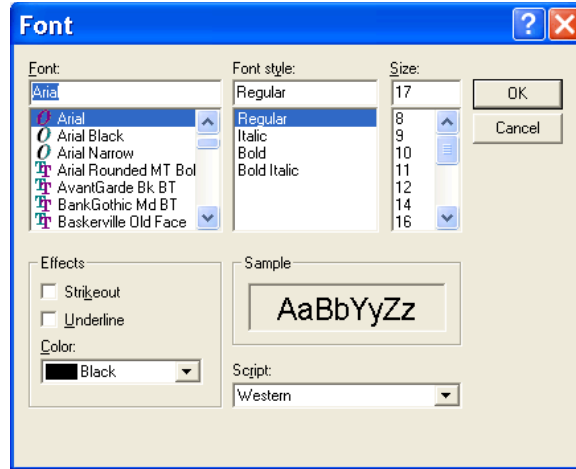 Font
Font: Font style: Size:
Arial Regular 17 OK
Arial Regular 8 Cancel
Arial Black Italic 9
Arial Narrow Bold 10
Arial Rounded MT Bol Bold Italic 11
AvantGarde Bk BT 12
BankGothic Md BT 14
Baskerville Old Face 16
Effects Sample
Strikeout AaBbYyZz
Underline
Color:
Black
Script:
Western